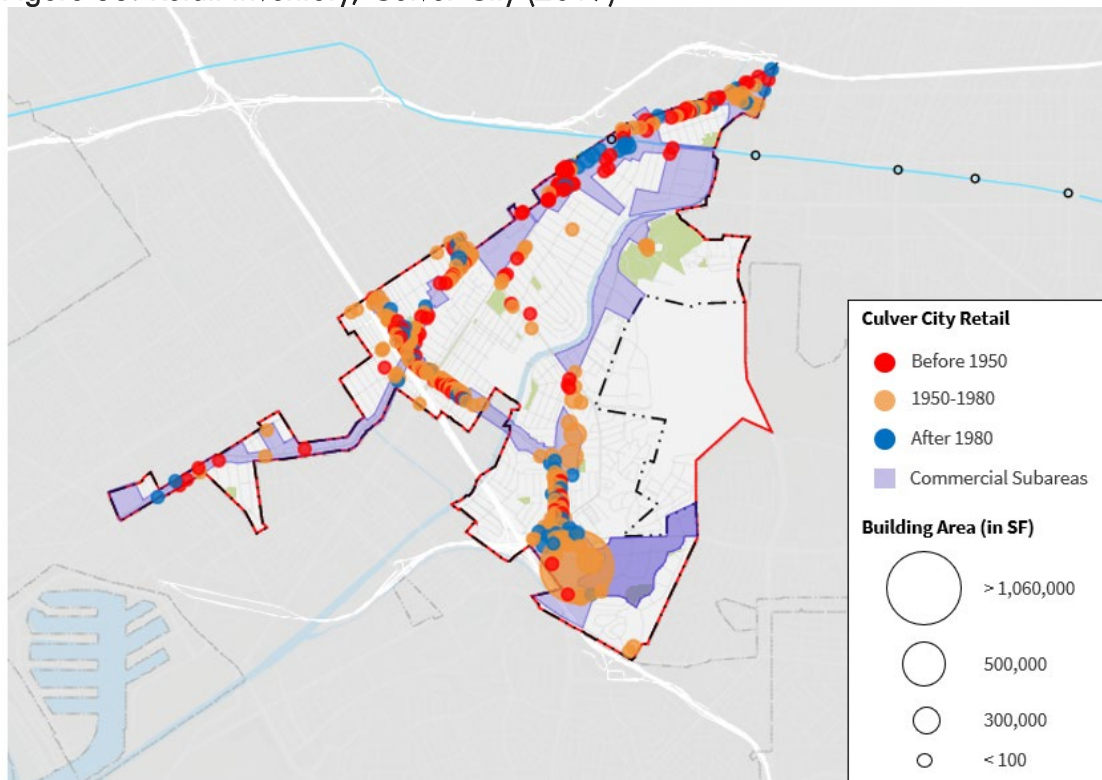 Culver City Retail
Before 1950
1950-1980
After 1980
Commercial Subareas
Building Area (in SF)
> 1,060,000
500,000
300,000
< 100